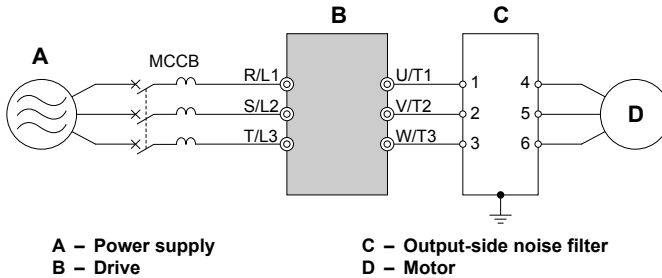 B C
A MCCB
R/L1 U/T1 1 4
S/L2 V/T2 2 5 D
T/L3 W/T3 3 6
A – Power supply C – Output-side noise filter
B – Drive D – Motor